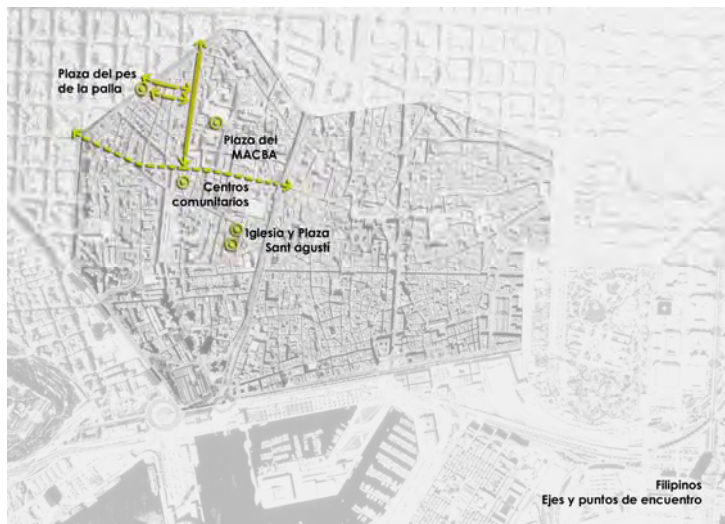 Plaza del pes
de la palla
Plaza del
MACBA
Centros
comunitarios
Iglesia y Plaza
Sant agustí
Filipinos
Ejes y puntos de encuentro